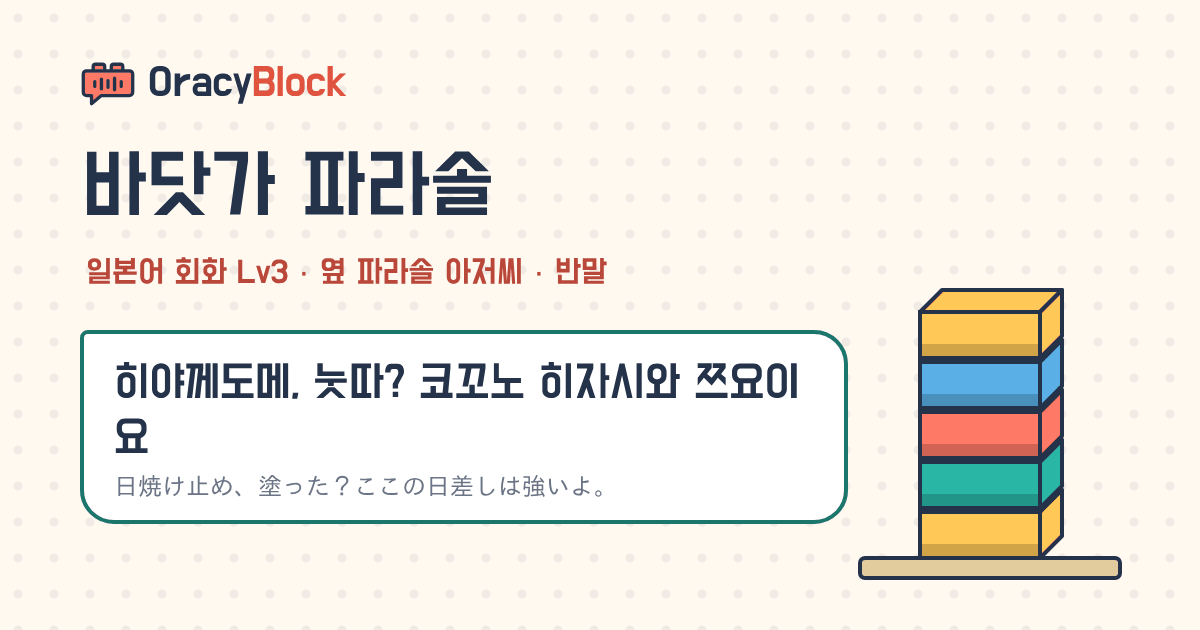 OracyBlock
바닷가 파라솔
일본어 회화 Lv3 · 옆 파라솔 아저씨 · 반말
히야께도메, 눗따? 코꼬노 히자시와 쯔요이
요
日焼け止め、塗った？ここの日差しは強いよ。